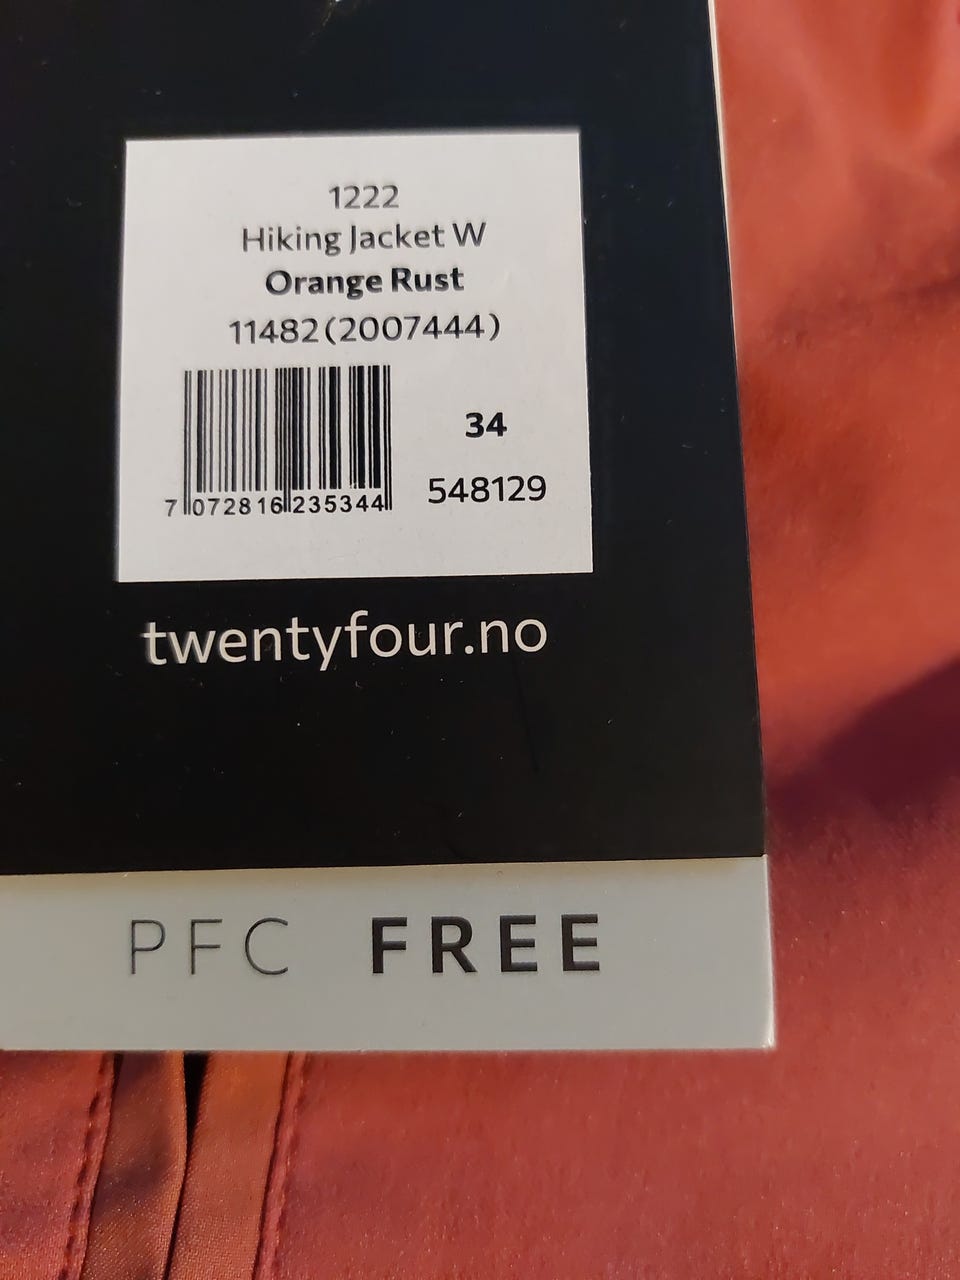 1222
Hiking Jacket W
Orange Rust
11482(2007444)
34
548129
7 072816 235344
twentyfour.no
PFC FREE